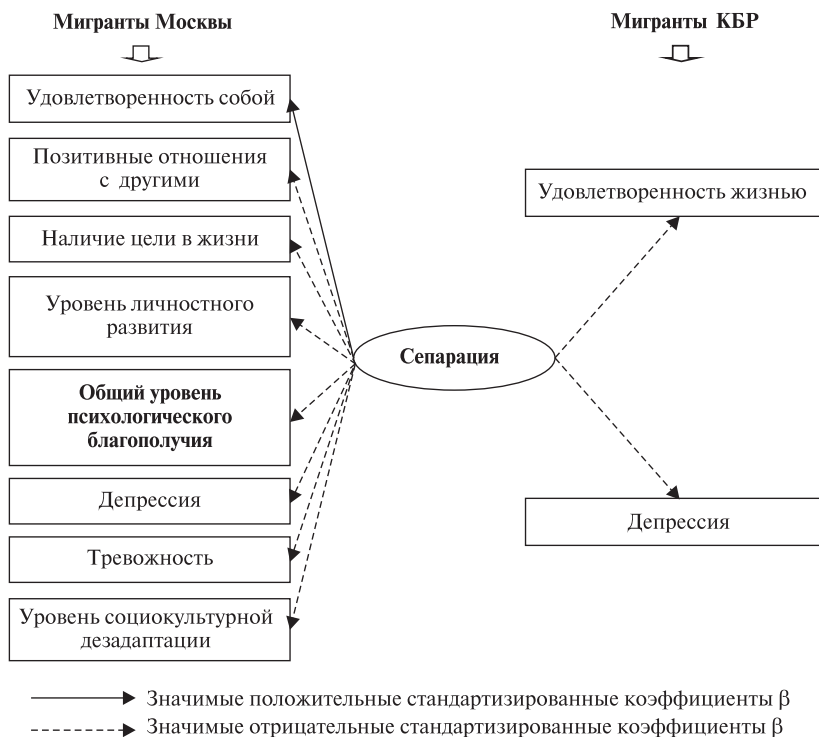 Мигранты Москвы
Удовлетворенность собой
Позитивные отношения
с другими
Наличие цели в жизни
Уровень личностного
развития
Общий уровень
психологического
благополучия
Депрессия
Тревожность
Уровень социокультурной
дезадаптации
Сепарация
Мигранты КБР
Удовлетворенность жизнью
Депрессия
Значимые положительные стандартизированные коэффициенты β
Значимые отрицательные стандартизированные коэффициенты β